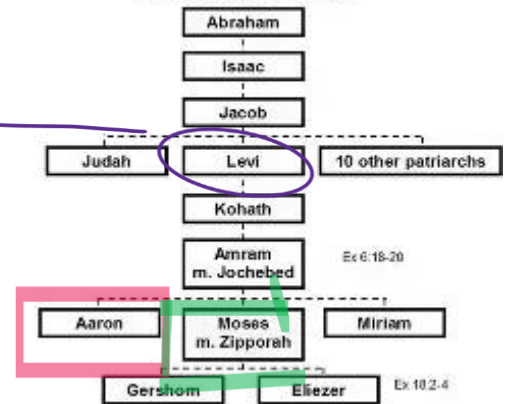 Abraham
Isaac
Jacob
Judah Levi 10 other patriarchs
Kohath
Amram
m. Jochebed
Ex 6:18-20
Aaron Moses Miriam
m. Zipporah
Gershom Eliezer
Ex 18:2-4